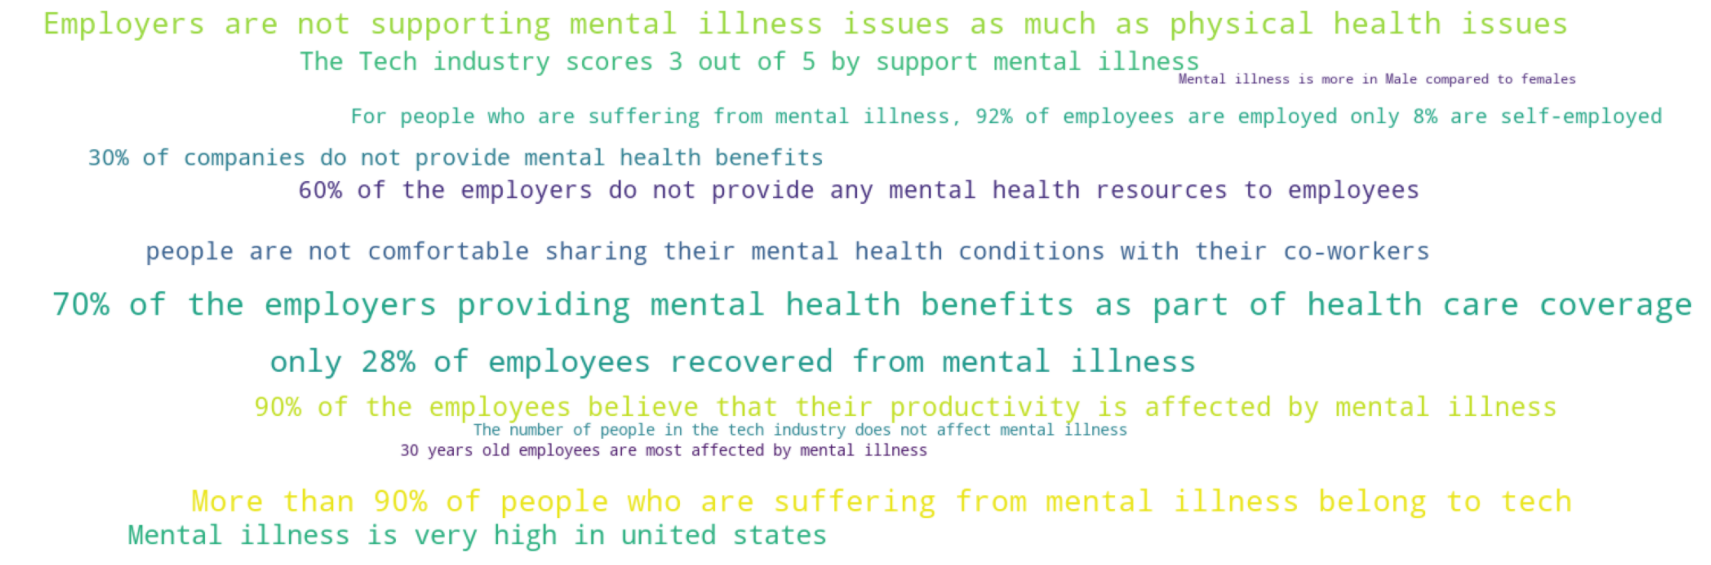 Employers are not supporting mental illness issues as much as physical health issues
The Tech industry scores 3 out of 5 by support mental illness
Mental illness is more in Male compared to females
For people who are suffering from mental illness, 92% of employees are employed only 8% are self-employed
30% of companies do not provide mental health benefits
60% of the employers do not provide any mental health resources to employees
people are not comfortable sharing their mental health conditions with their co-workers
70% of the employers providing mental health benefits as part of health care coverage
only 28% of employees recovered from mental illness
90% of the employees believe that their productivity is affected by mental illness
The number of people in the tech industry does not affect mental illness
30 years old employees are most affected by mental illness
More than 90% of people who are suffering from mental illness belong to tech
Mental illness is very high in united states